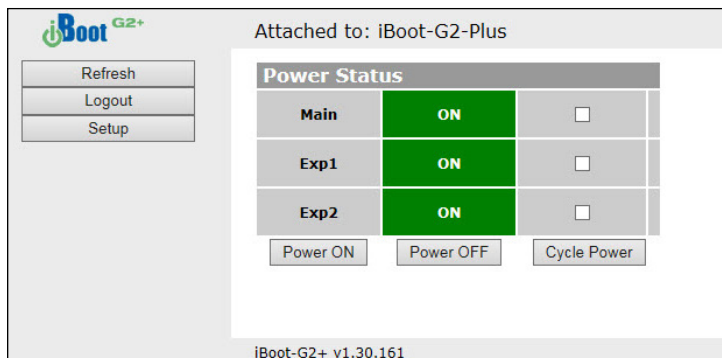 iBoot G2+
Attached to: iBoot-G2-Plus
Refresh
Logout
Setup
Power Status
Main ON
Exp1 ON
Exp2 ON
Power ON Power OFF Cycle Power
iBoot-G2+ v1.30.161